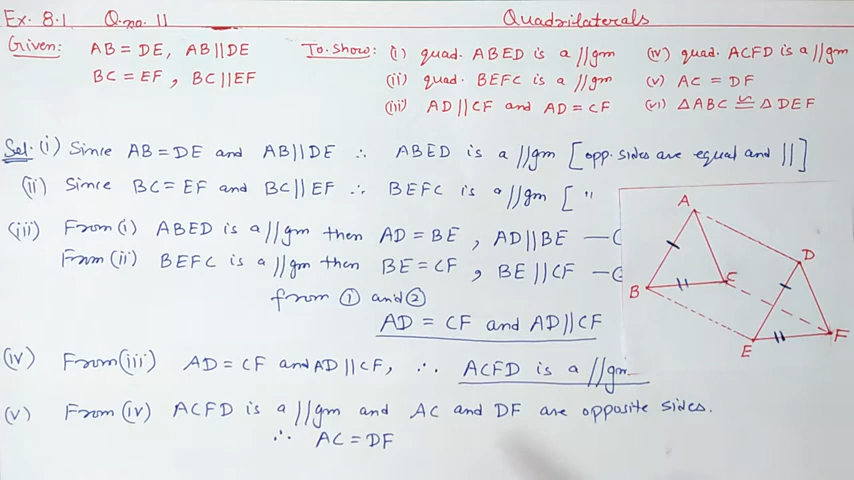 Ex. 8.1 Q.no. 11 Quadrilaterals
Given: AB = DE, AB||DE
BC = EF, BC||EF
To show: (i) quad. ABED is a //gm
(ii) quad. BEFC is a //gm
(iii) AD||CF and AD = CF
(iv) quad. ACFD is a //gm
(v) AC = DF
(vi) △ABC ≌ △DEF
Sol. (i) Since AB = DE and AB||DE ∴ ABED is a //gm [opp. sides are equal and ||]
(ii) Since BC = EF and BC||EF ∴ BEFC is a //gm [ "
(iii) From (i) ABED is a //gm then AD = BE, AD||BE —
From (ii) BEFC is a //gm then BE = CF, BE||CF —
from ① and ②
AD = CF and AD||CF
(iv) From (iii) AD = CF and AD||CF, ∴ ACFD is a //gm
(v) From (iv) ACFD is a //gm and AC and DF are opposite sides.
∴ AC = DF
A
D
B
C
E
F